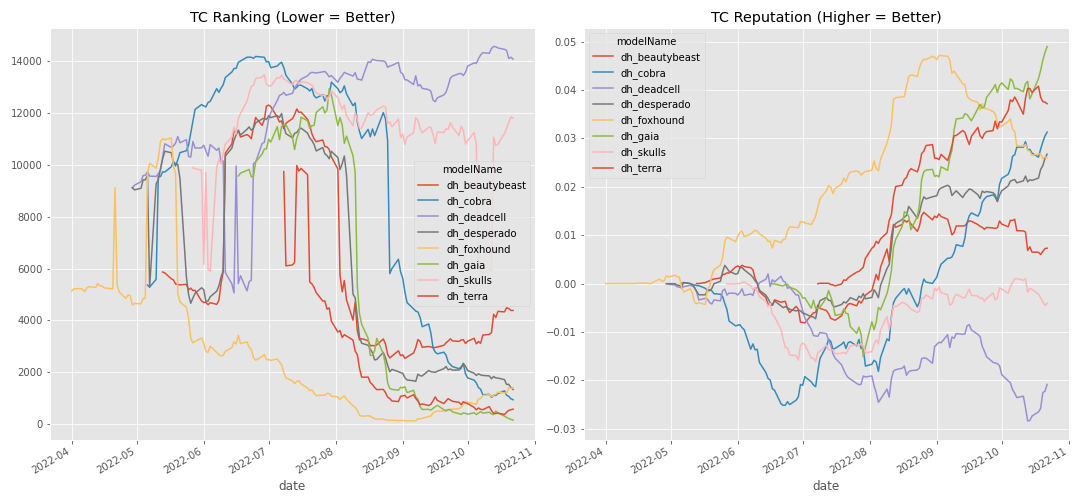 TC Ranking (Lower = Better)
14000
12000
10000
8000
6000
4000
2000
0
modelName
dh_beautybeast
dh_cobra
dh_deadcell
dh_desperado
dh_foxhound
dh_gaia
dh_skulls
dh_terra
2022-04
2022-05
2022-06
2022-07
2022-08
2022-09
2022-10
2022-11
date
TC Reputation (Higher = Better)
0.05
0.04
0.03
0.02
0.01
0.00
−0.01
−0.02
−0.03
modelName
dh_beautybeast
dh_cobra
dh_deadcell
dh_desperado
dh_foxhound
dh_gaia
dh_skulls
dh_terra
2022-04
2022-05
2022-06
2022-07
2022-08
2022-09
2022-10
2022-11
date